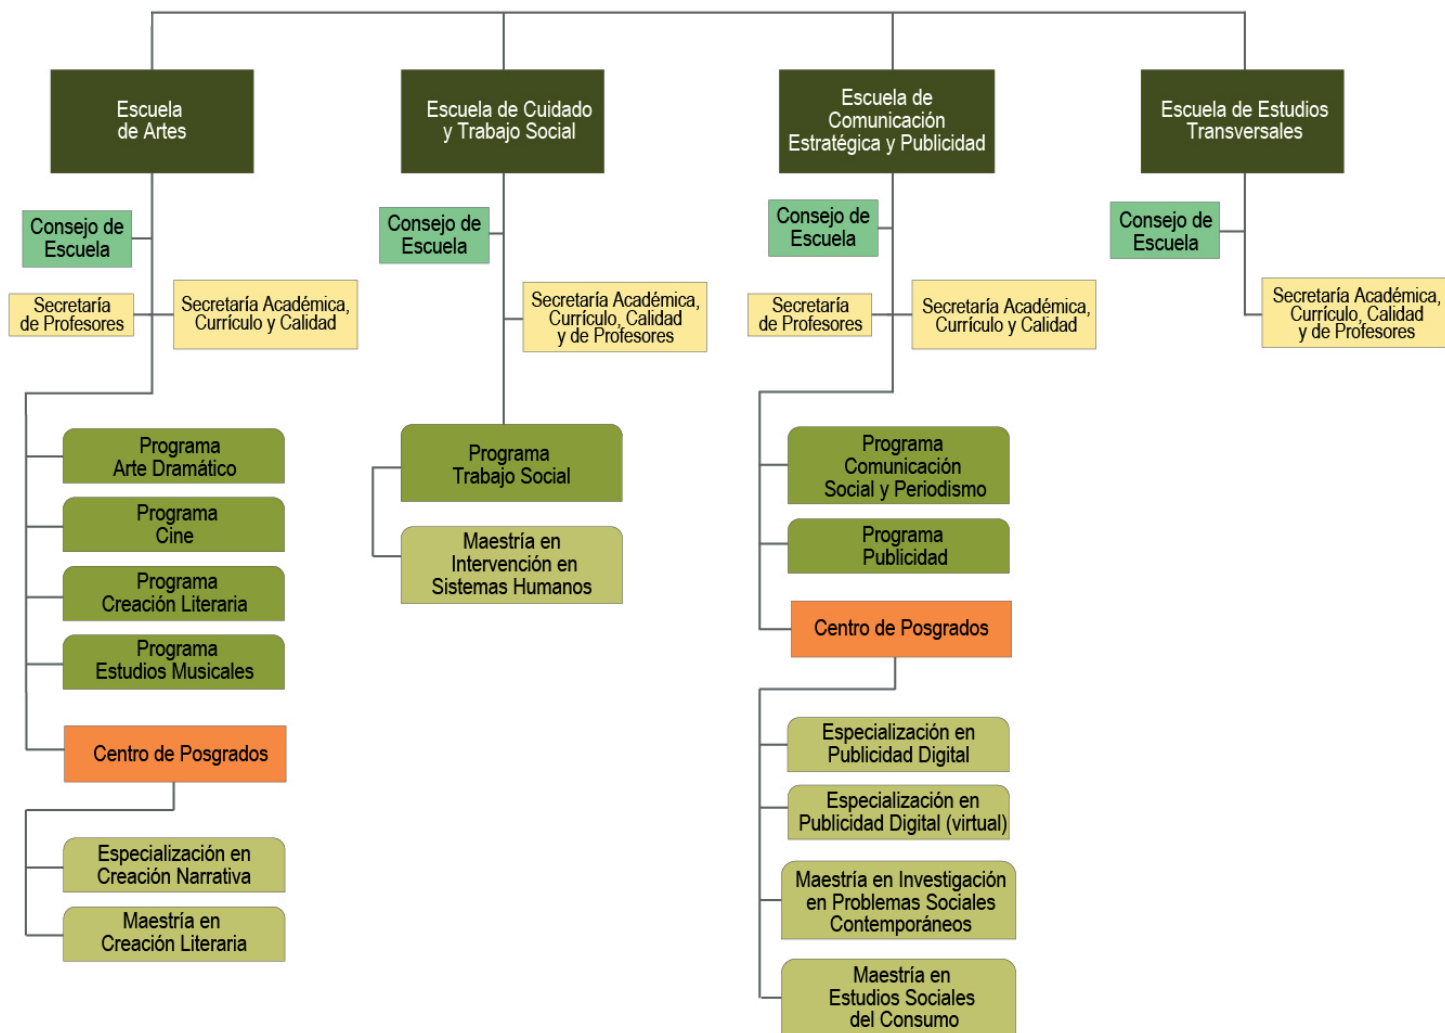 Escuela
de Artes
Consejo de
Escuela
Secretaría
de Profesores
Secretaría Académica,
Currículo y Calidad
Programa
Arte Dramático
Programa
Cine
Programa
Creación Literaria
Programa
Estudios Musicales
Centro de Posgrados
Especialización en
Creación Narrativa
Maestría en
Creación Literaria
Escuela de Cuidado
y Trabajo Social
Consejo de
Escuela
Secretaría Académica,
Currículo, Calidad
y de Profesores
Programa
Trabajo Social
Maestría en
Intervención en
Sistemas Humanos
Escuela de
Comunicación
Estratégica y Publicidad
Consejo de
Escuela
Secretaría
de Profesores
Secretaría Académica,
Currículo y Calidad
Programa
Comunicación
Social y Periodismo
Programa
Publicidad
Centro de Posgrados
Especialización en
Publicidad Digital
Especialización en
Publicidad Digital (virtual)
Maestría en Investigación
en Problemas Sociales
Contemporáneos
Maestría en
Estudios Sociales
del Consumo
Escuela de Estudios
Transversales
Consejo de
Escuela
Secretaría Académica,
Currículo, Calidad
y de Profesores